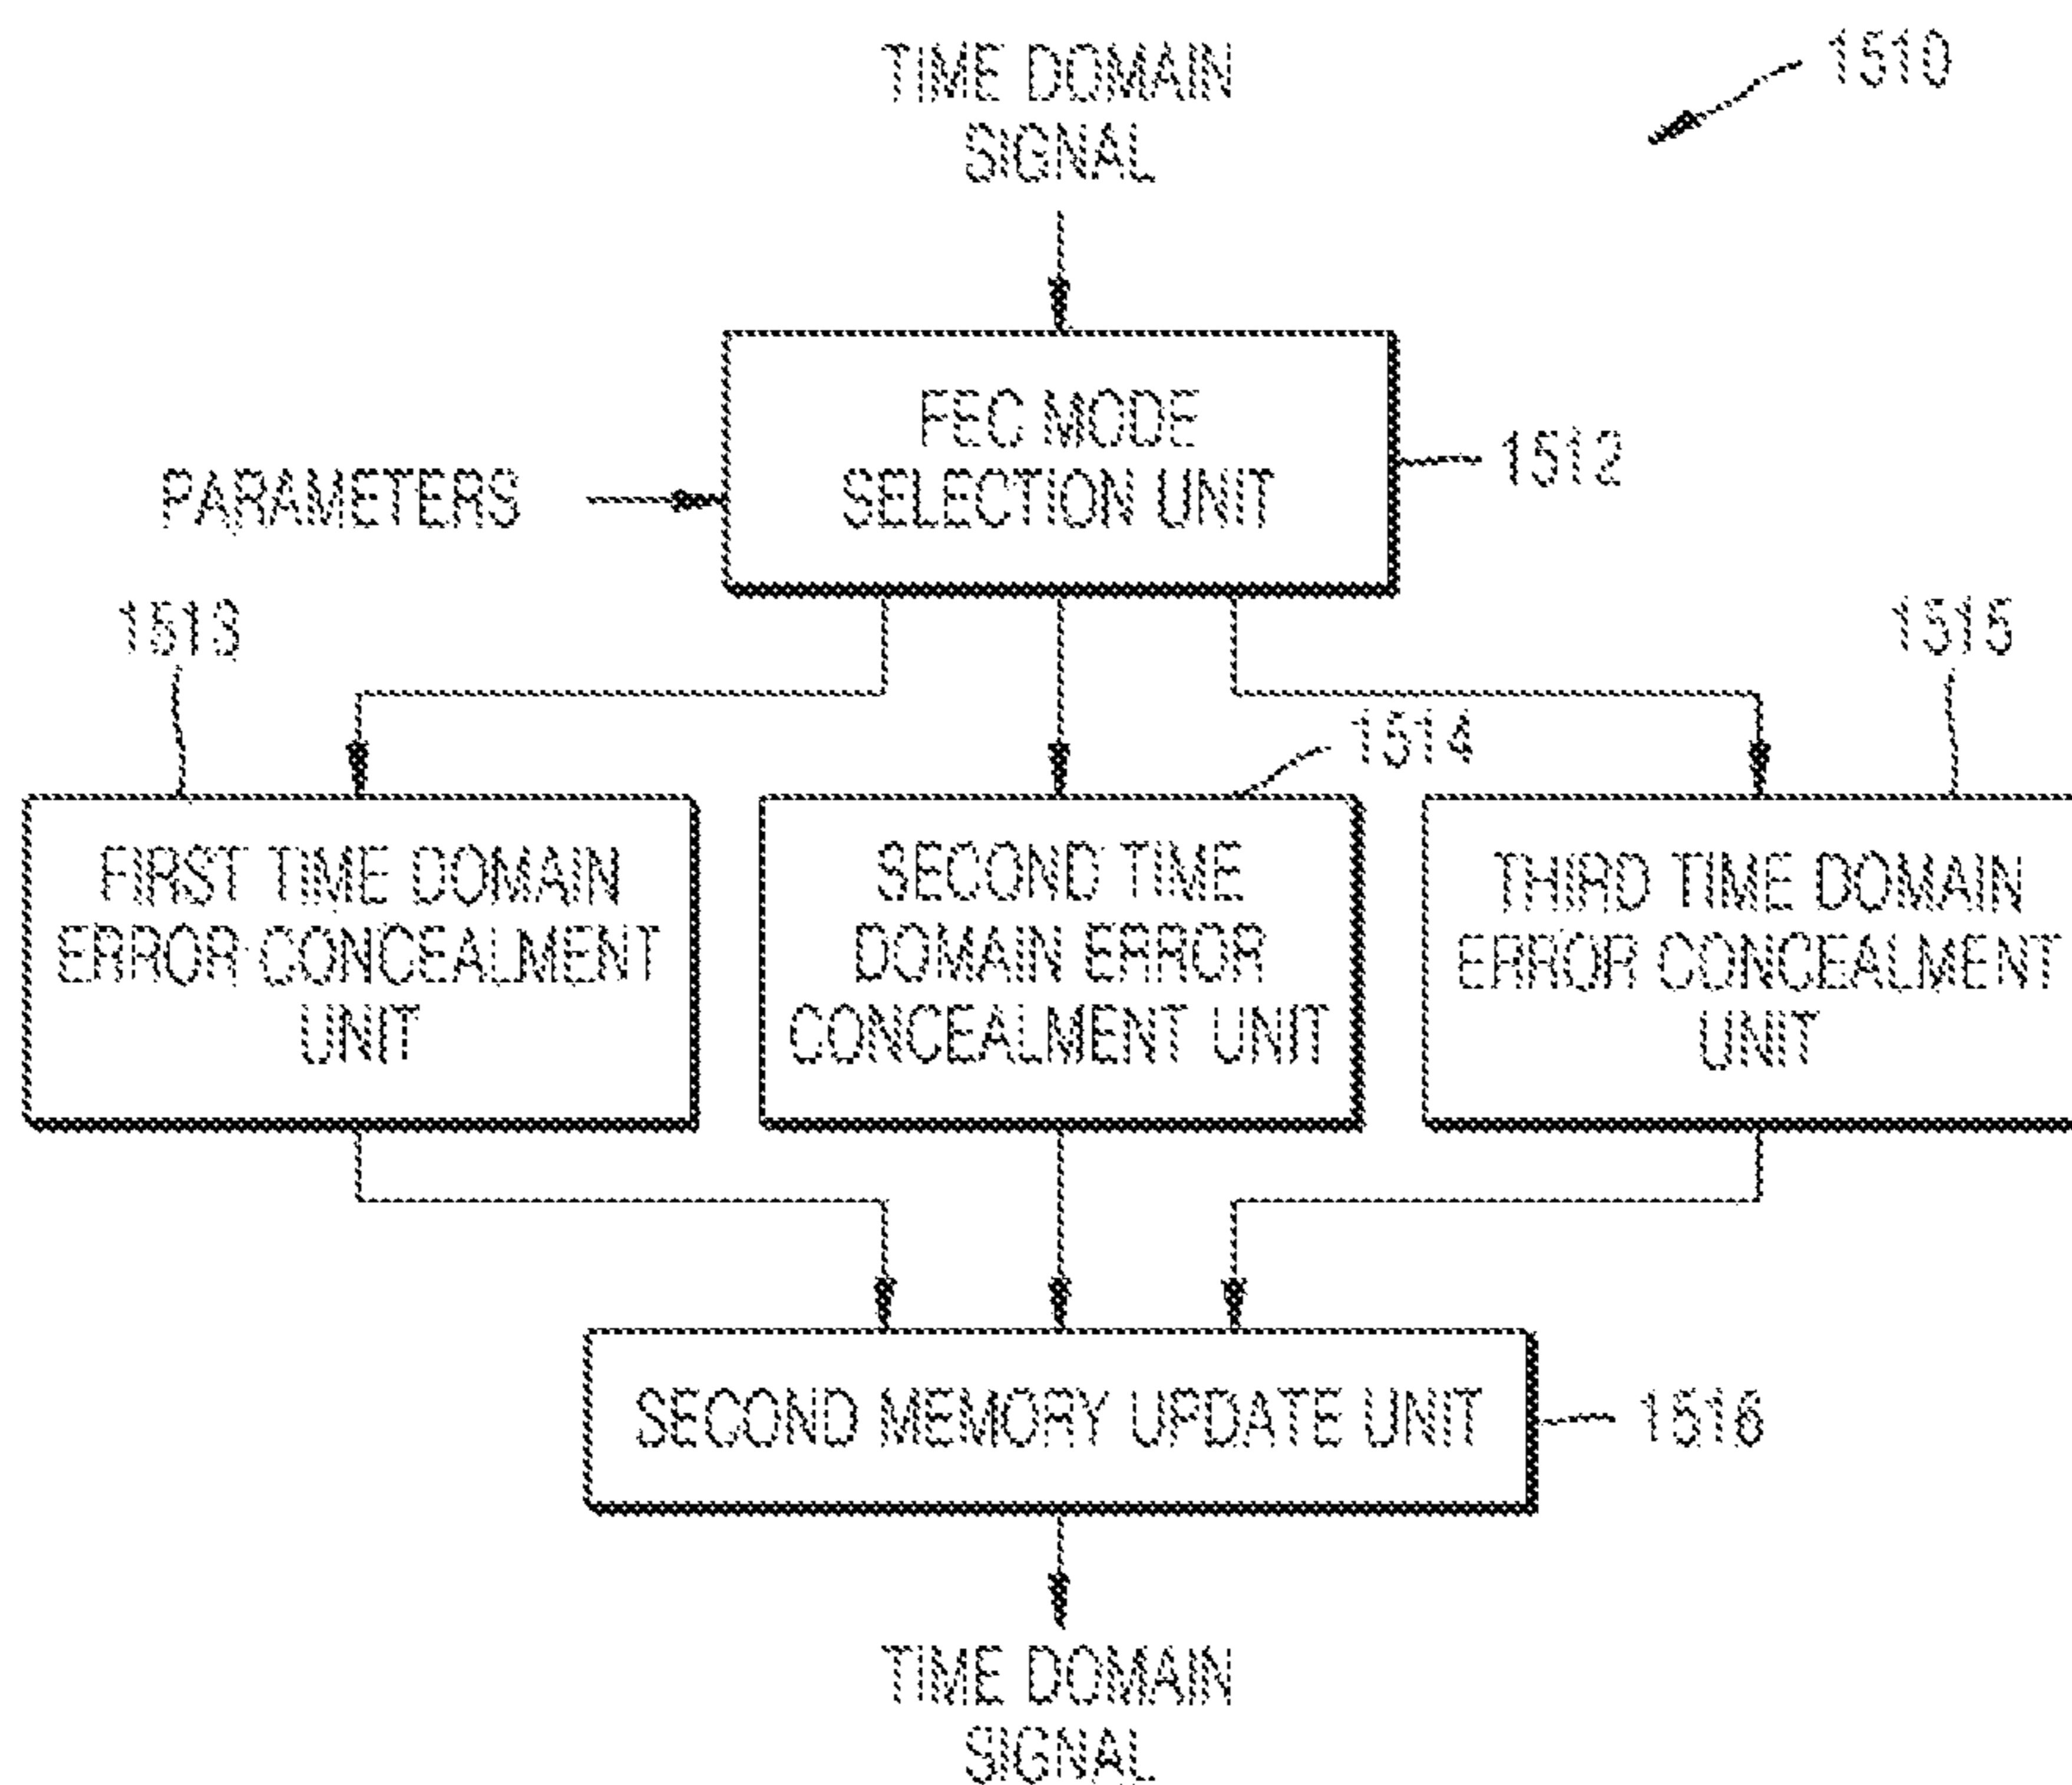 TIME DOMAIN
SIGNAL
1510
FEC MODE
SELECTION UNIT
1512
PARAMETERS
1513
1515
1514
FIRST TIME DOMAIN
ERROR CONCEALMENT
UNIT
SECOND TIME
DOMAIN ERROR
CONCEALMENT UNIT
THIRD TIME DOMAIN
ERROR CONCEALMENT
UNIT
SECOND MEMORY UPDATE UNIT
1516
TIME DOMAIN
SIGNAL